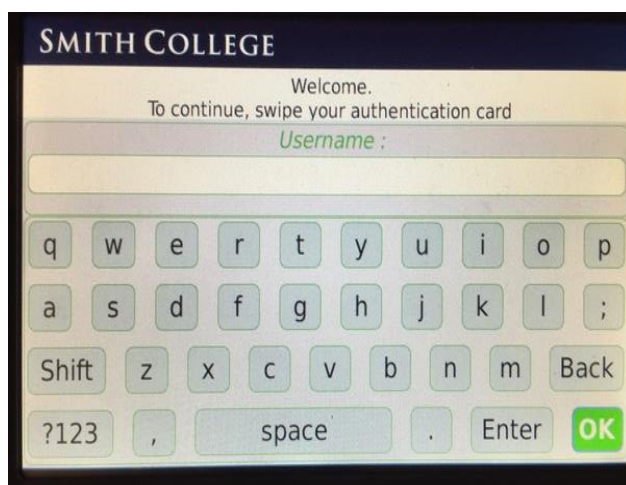 SMITH COLLEGE
Welcome.
To continue, swipe your authentication card
Username :
q w e r t y u i o p
a s d f g h j k l ;
Shift z x c v b n m Back
?123 , space . Enter OK